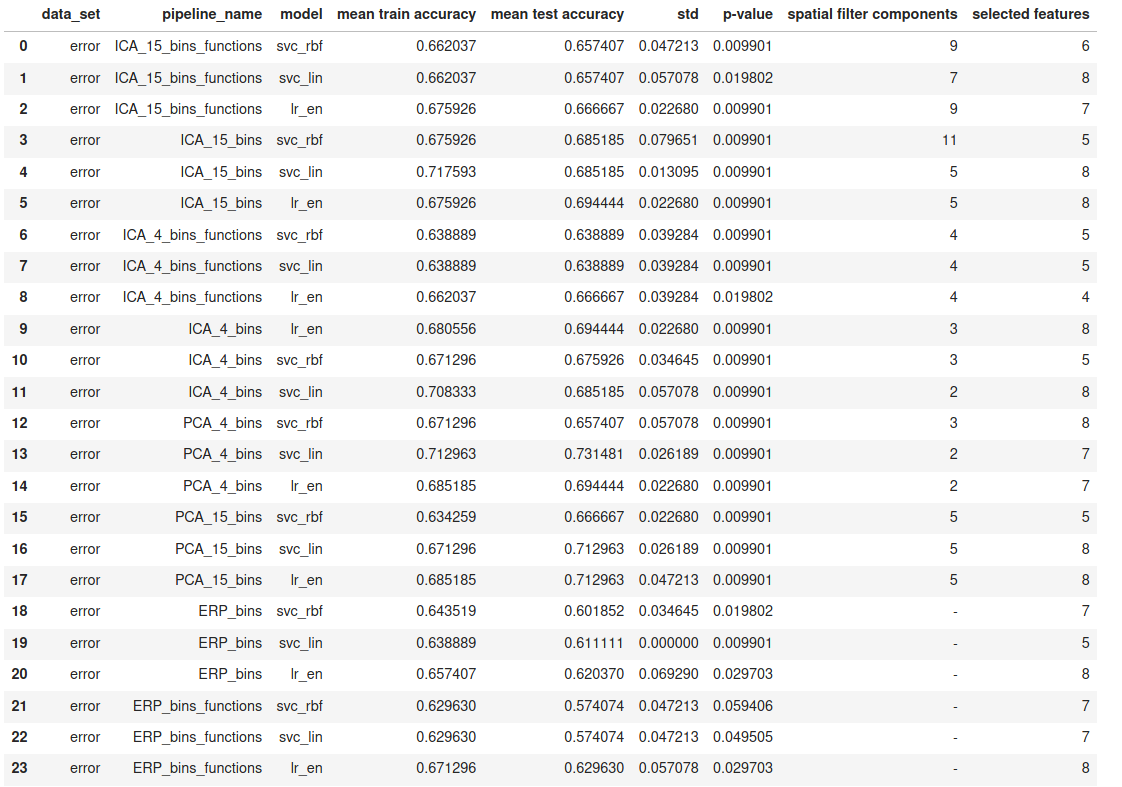 data_set pipeline_name model mean train accuracy mean test accuracy std p-value spatial filter components selected features
0 error ICA_15_bins_functions svc_rbf 0.662037 0.657407 0.047213 0.009901 9 6
1 error ICA_15_bins_functions svc_lin 0.662037 0.657407 0.057078 0.019802 7 8
2 error ICA_15_bins_functions lr_en 0.675926 0.666667 0.022680 0.009901 9 7
3 error ICA_15_bins svc_rbf 0.675926 0.685185 0.079651 0.009901 11 5
4 error ICA_15_bins svc_lin 0.717593 0.685185 0.013095 0.009901 5 8
5 error ICA_15_bins lr_en 0.675926 0.694444 0.022680 0.009901 5 8
6 error ICA_4_bins_functions svc_rbf 0.638889 0.638889 0.039284 0.009901 4 5
7 error ICA_4_bins_functions svc_lin 0.638889 0.638889 0.039284 0.009901 4 5
8 error ICA_4_bins_functions lr_en 0.662037 0.666667 0.039284 0.019802 4 4
9 error ICA_4_bins lr_en 0.680556 0.694444 0.022680 0.009901 3 8
10 error ICA_4_bins svc_rbf 0.671296 0.675926 0.034645 0.009901 3 5
11 error ICA_4_bins svc_lin 0.708333 0.685185 0.057078 0.009901 2 8
12 error PCA_4_bins svc_rbf 0.671296 0.657407 0.057078 0.009901 3 8
13 error PCA_4_bins svc_lin 0.712963 0.731481 0.026189 0.009901 2 7
14 error PCA_4_bins lr_en 0.685185 0.694444 0.022680 0.009901 2 7
15 error PCA_15_bins svc_rbf 0.634259 0.666667 0.022680 0.009901 5 5
16 error PCA_15_bins svc_lin 0.671296 0.712963 0.026189 0.009901 5 8
17 error PCA_15_bins lr_en 0.685185 0.712963 0.047213 0.009901 5 8
18 error ERP_bins svc_rbf 0.643519 0.601852 0.034645 0.019802 - 7
19 error ERP_bins svc_lin 0.638889 0.611111 0.000000 0.009901 - 5
20 error ERP_bins lr_en 0.657407 0.620370 0.069290 0.029703 - 8
21 error ERP_bins_functions svc_rbf 0.629630 0.574074 0.047213 0.059406 - 7
22 error ERP_bins_functions svc_lin 0.629630 0.574074 0.047213 0.049505 - 7
23 error ERP_bins_functions lr_en 0.671296 0.629630 0.057078 0.029703 - 8